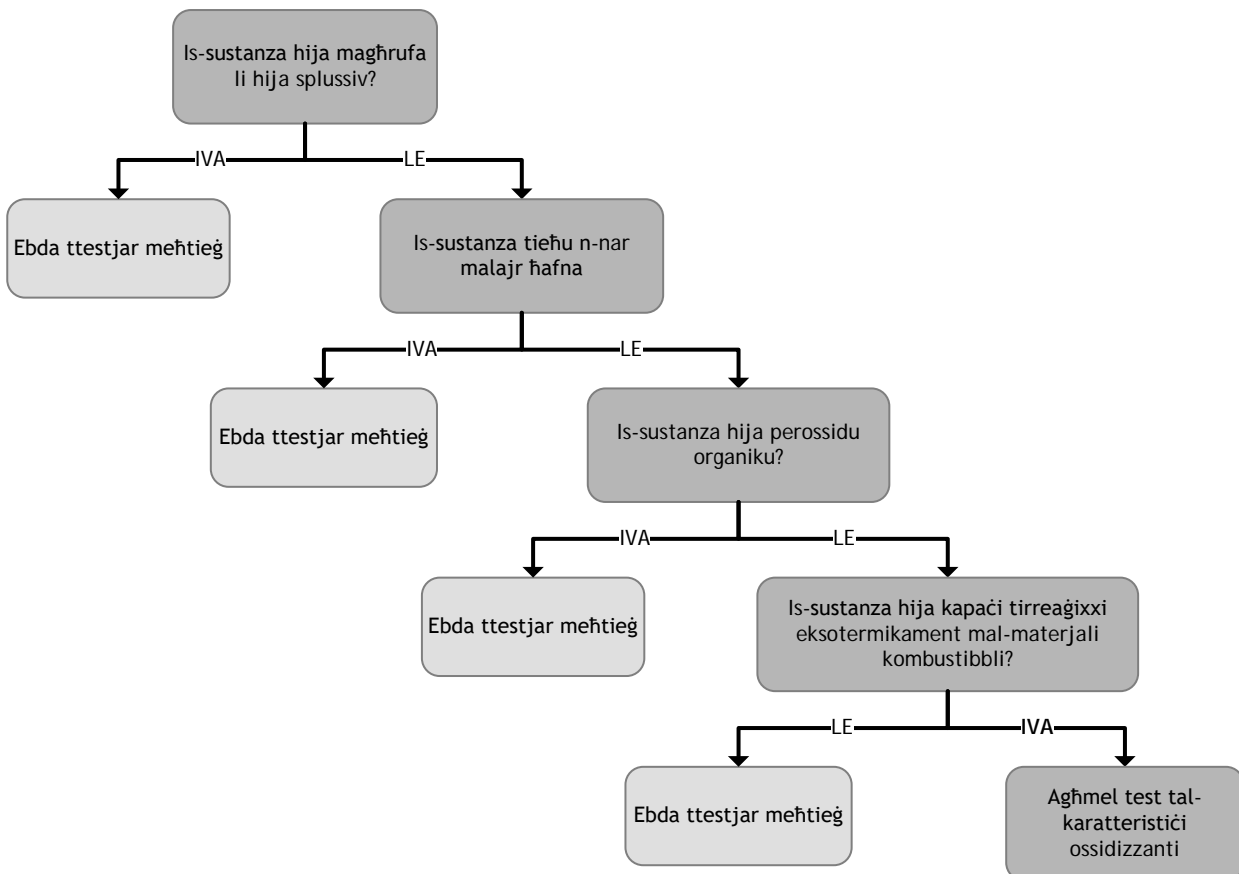 Is-sustanza hija magħrufa
li hija splussiv?
IVA
LE
Ebda ttestjar meħtieġ
Is-sustanza tieħu n-nar
malajr ħafna
IVA
LE
Ebda ttestjar meħtieġ
Is-sustanza hija perossidu
organiku?
IVA
LE
Ebda ttestjar meħtieġ
Is-sustanza hija kapaċi tirreaġixxi
eksotermikament mal-materjali
kombustibbli?
LE
IVA
Ebda ttestjar meħtieġ
Agħmel test tal-
karatteristiċi
ossidizzanti